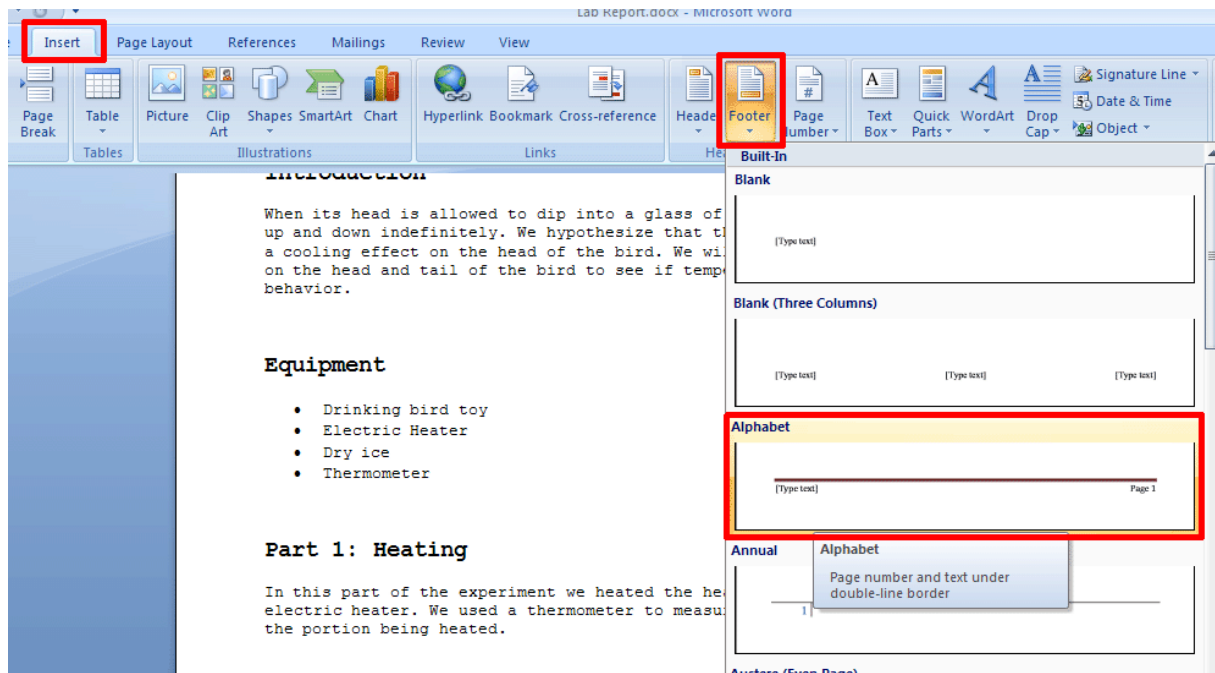 Lab Report.docx - Microsoft Word
Insert Page Layout References Mailings Review View
Page Break
Table
Picture
Clip Art
Shapes
SmartArt
Chart
Hyperlink
Bookmark
Cross-reference
Header
Footer
Page Number
Text Box
Quick Parts
WordArt
Drop Cap
Signature Line
Date & Time
Object
Tables Illustrations Links
Introduction
When its head is allowed to dip into a glass of
up and down indefinitely. We hypothesize that
a cooling effect on the head of the bird. We
on the head and tail of the bird to see if
behavior.
Equipment
• Drinking bird toy
• Electric Heater
• Dry ice
• Thermometer
Part 1: Heating
In this part of the experiment we heated the
electric heater. We used a thermometer to
the portion being heated.
Built-In
Blank
[Type text]
Blank (Three Columns)
[Type text] [Type text] [Type text]
Alphabet
[Type text] Page 1
Annual
1
Alphabet
Page number and text under
double-line border
Austere (Even Page)